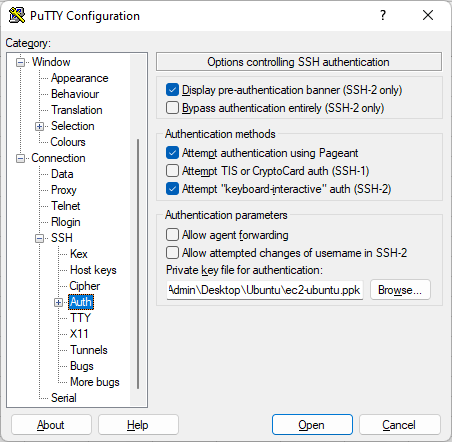 PuTTY Configuration
?
Category:
Window
Appearance
Behaviour
Translation
Selection
Colours
Connection
Data
Proxy
Telnet
Rlogin
SSH
Kex
Host keys
Cipher
Auth
TTY
X11
Tunnels
Bugs
More bugs
Serial
Options controlling SSH authentication
Display pre-authentication banner (SSH-2 only)
Bypass authentication entirely (SSH-2 only)
Authentication methods
Attempt authentication using Pageant
Attempt TIS or CryptoCard auth (SSH-1)
Attempt "keyboard-interactive" auth (SSH-2)
Authentication parameters
Allow agent forwarding
Allow attempted changes of username in SSH-2
Private key file for authentication:
Admin\Desktop\Ubuntu\ec2-ubuntu.ppk Browse...
About Help Open Cancel